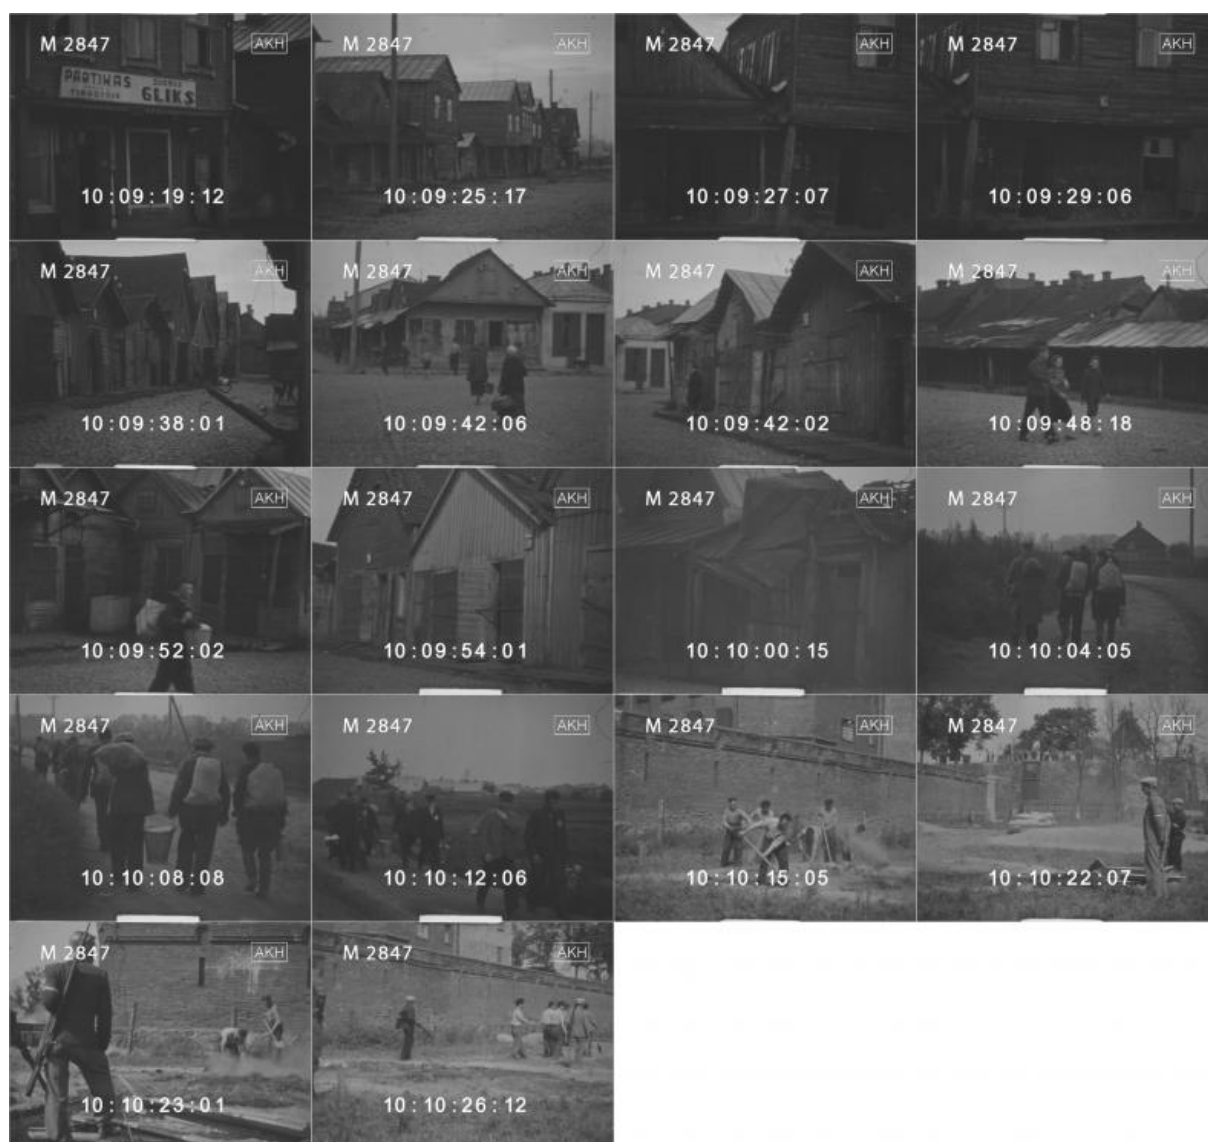 M 2847 AKH
PARTIKAS
GLIKS
10:09:19:12
M 2847 AKH
10:09:25:17
M 2847 AKH
10:09:27:07
M 2847 AKH
10:09:29:06
M 2847 AKH
10:09:38:01
M 2847 AKH
10:09:42:06
M 2847 AKH
10:09:42:02
M 2847 AKH
10:09:48:18
M 2847 AKH
10:09:52:02
M 2847 AKH
10:09:54:01
M 2847 AKH
10:10:00:15
M 2847 AKH
10:10:04:05
M 2847 AKH
10:10:08:08
M 2847 AKH
10:10:12:06
M 2847 AKH
10:10:15:05
M 2847 AKH
10:10:22:07
M 2847 AKH
10:10:23:01
M 2847 AKH
10:10:26:12